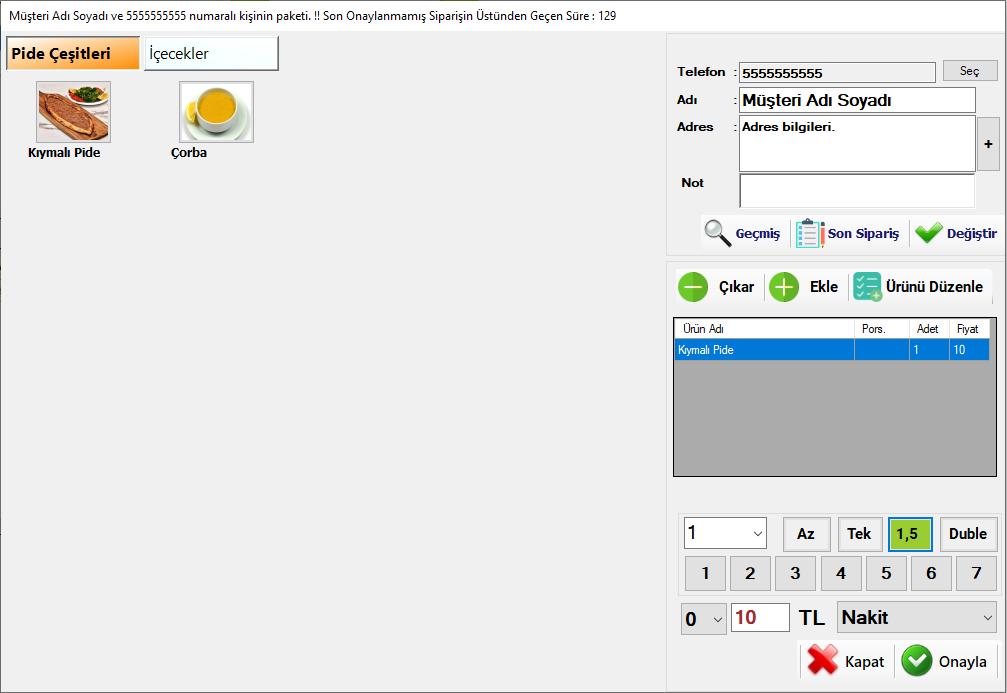 Müşteri Adı Soyadı ve 5555555555 numaralı kişinin paketi. !! Son Onaylanmamış Siparişin Üstünden Geçen Süre : 129
Pide Çeşitleri İçecekler
Kıymalı Pide Çorba
Telefon : 5555555555 Seç
Adı : Müşteri Adı Soyadı
Adres : Adres bilgileri.
+
Not
Geçmiş Son Sipariş Değiştir
Çıkar Ekle Ürünü Düzenle
Ürün Adı Pors. Adet Fiyat
Kıymalı Pide 1 10
1 Az Tek 1,5 Duble
1 2 3 4 5 6 7
0 10 TL Nakit
Kapat Onayla